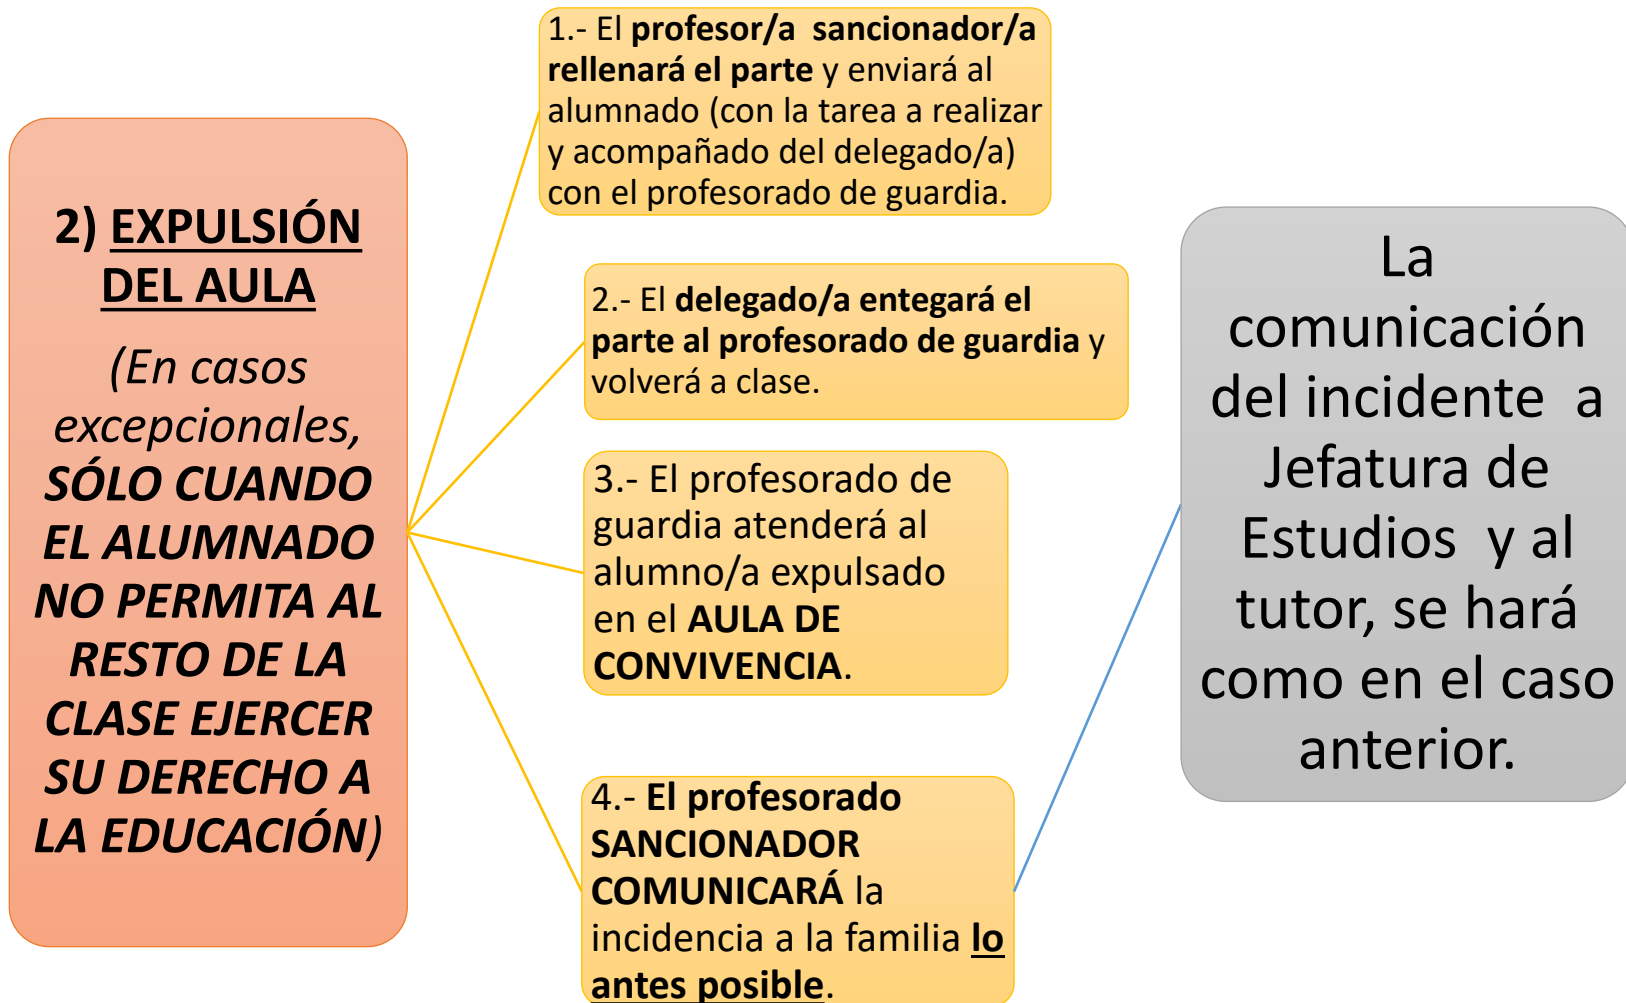 2) EXPULSIÓN
DEL AULA
(En casos
excepcionales,
SÓLO CUANDO
EL ALUMNADO
NO PERMITA AL
RESTO DE LA
CLASE EJERCER
SU DERECHO A
LA EDUCACIÓN)
1.- El profesor/a sancionador/a
rellenará el parte y enviará al
alumnado (con la tarea a realizar
y acompañado del delegado/a)
con el profesorado de guardia.
2.- El delegado/a entegará el
parte al profesorado de guardia y
volverá a clase.
3.- El profesorado de
guardia atenderá al
alumno/a expulsado
en el AULA DE
CONVIVENCIA.
4.- El profesorado
SANCIONADOR
COMUNICARÁ la
incidencia a la familia lo
antes posible.
La
comunicación
del incidente a
Jefatura de
Estudios y al
tutor, se hará
como en el caso
anterior.